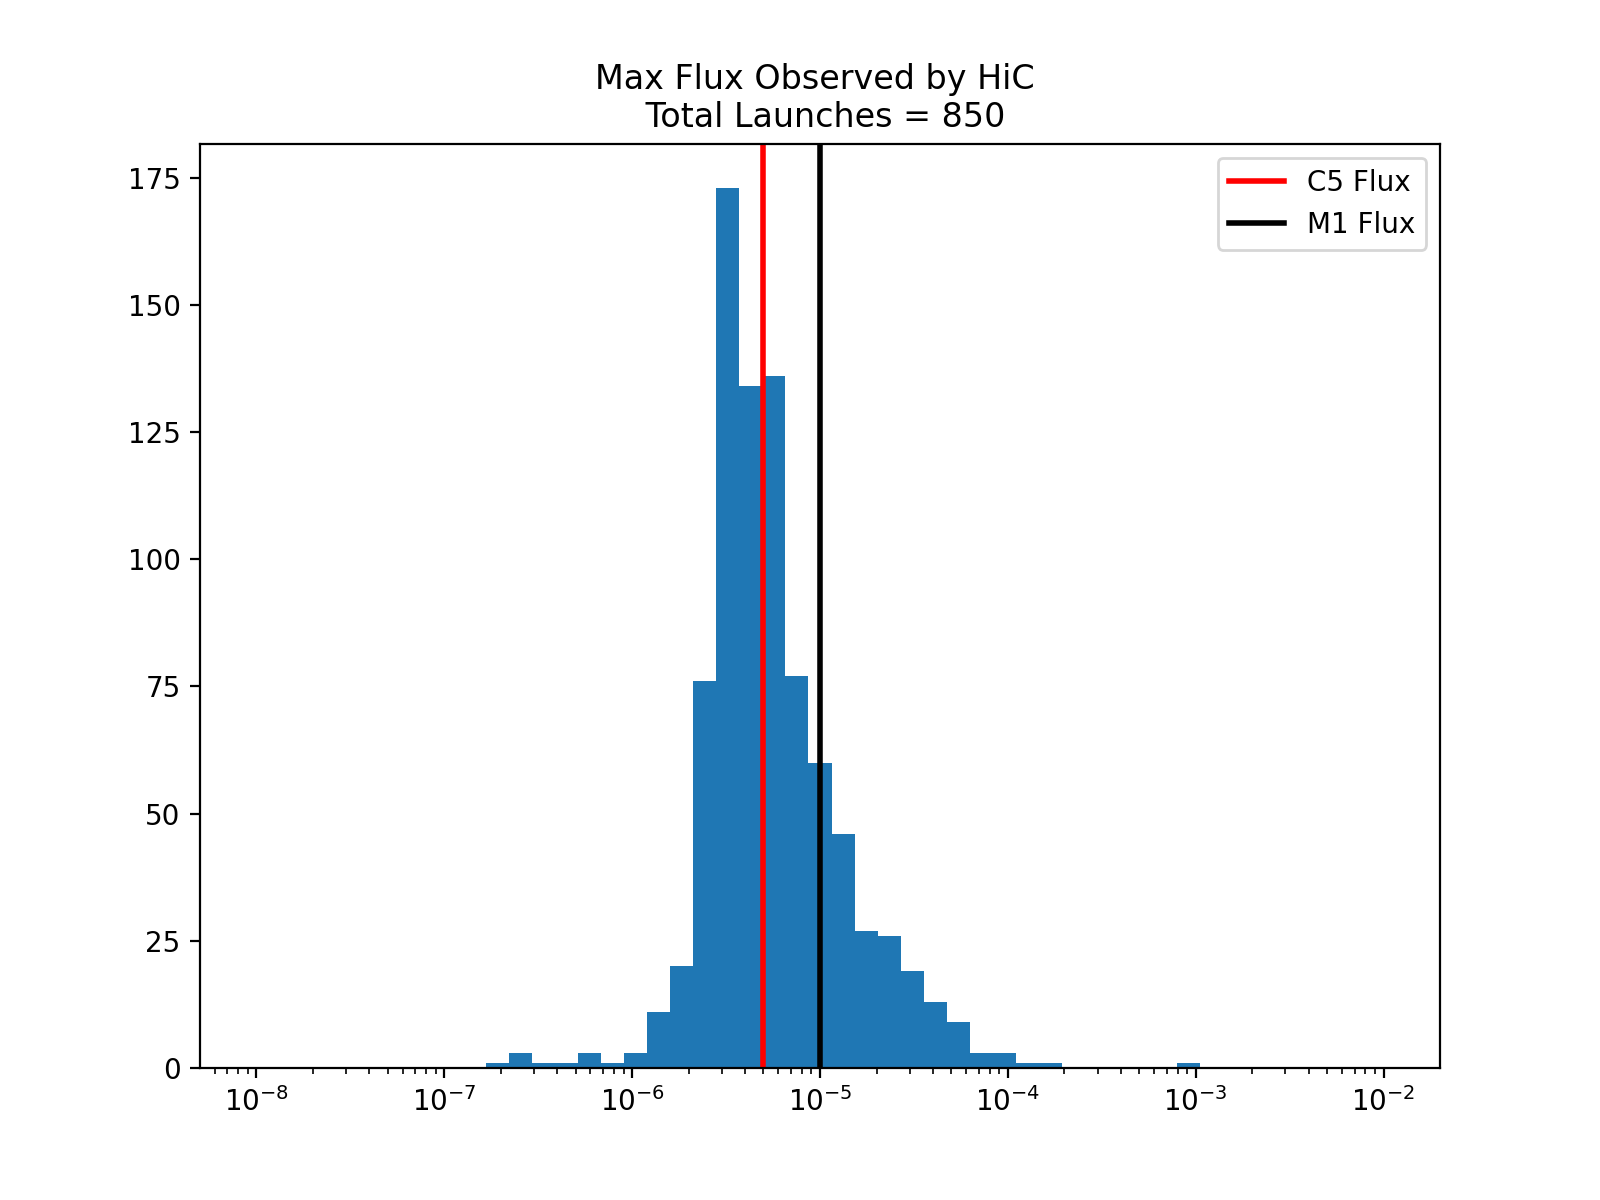 Max Flux Observed by HiC
Total Launches = 850
C5 Flux
M1 Flux
175
150
125
100
75
50
25
0
10⁻⁸ 10⁻⁷ 10⁻⁶ 10⁻⁵ 10⁻⁴ 10⁻³ 10⁻²